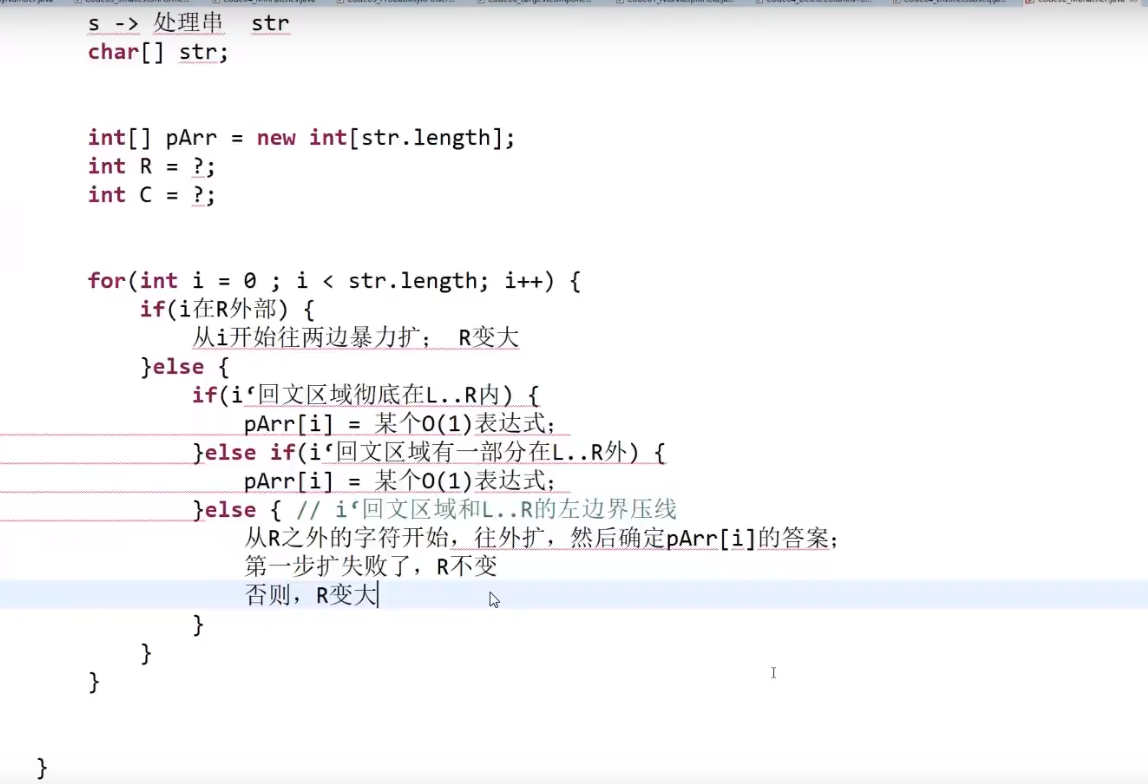 s -> 处理串  str
char[] str;
int[] pArr = new int[str.length];
int R = ?;
int C = ?;
for(int i = 0 ; i < str.length; i++) {
if(i在R外部) {
从i开始往两边暴力扩;  R变大
}else {
if(i‘回文区域彻底在L..R内) {
pArr[i] = 某个O(1)表达式;
}else if(i‘回文区域有一部分在L..R外) {
pArr[i] = 某个O(1)表达式;
}else { // i‘回文区域和L..R的左边界压线
从R之外的字符开始，往外扩，然后确定pArr[i]的答案;
第一步扩失败了，R不变
否则，R变大
}
}
}
}